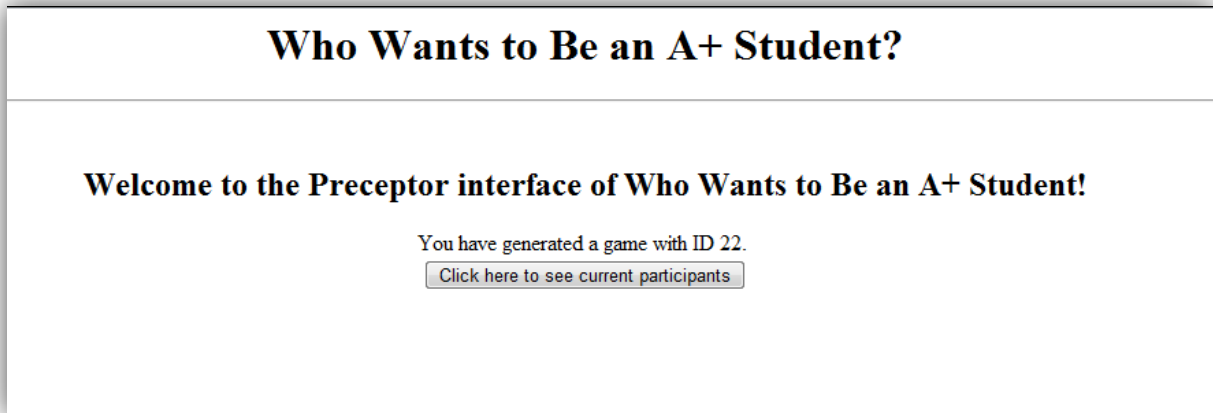 Who Wants to Be an A+ Student?
Welcome to the Preceptor interface of Who Wants to Be an A+ Student!
You have generated a game with ID 22.
Click here to see current participants